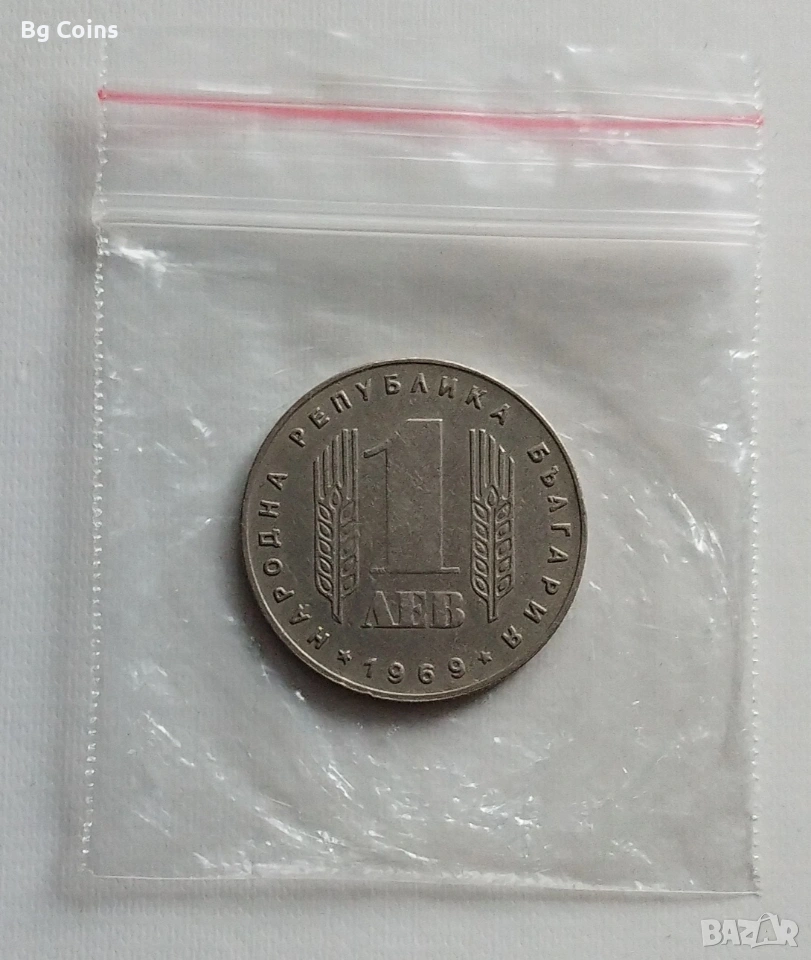 Bg Coins
НАРОДНА РЕПУБЛИКА БЪЛГАРИЯ
1
ЛЕВ
★ 1969 ★
BAZAR